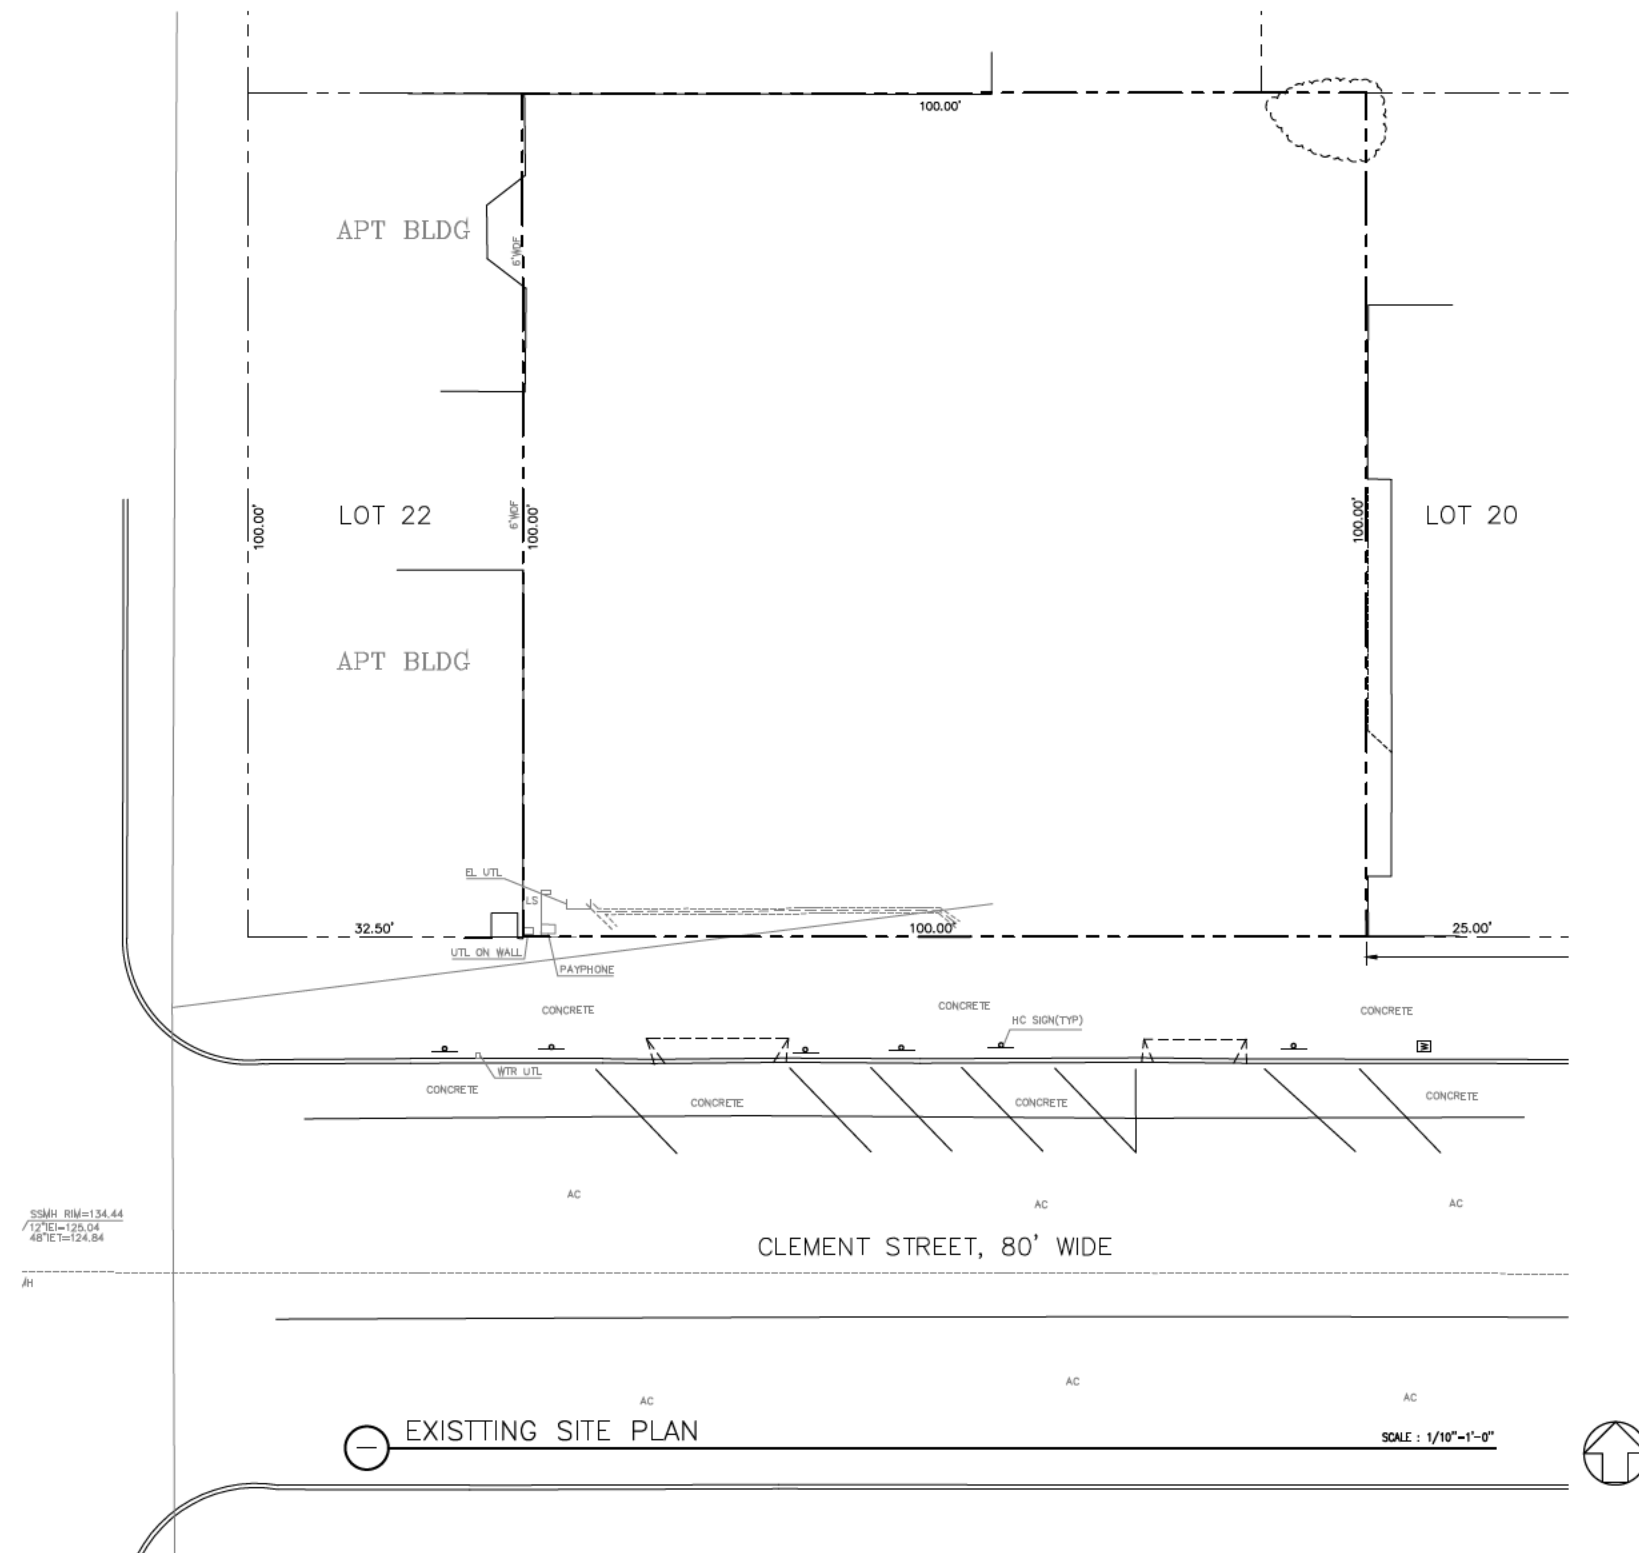 100.00'
APT BLDG
6'WDF
LOT 22
100.00'
6'WDF
100.00'
100.00'
LOT 20
APT BLDG
EL UTL
LS
32.50'
100.00'
25.00'
UTL ON WALL
PAYPHONE
CONCRETE
CONCRETE
CONCRETE
HC SIGN(TYP)
W
WTR UTL
CONCRETE
CONCRETE
CONCRETE
CONCRETE
AC
AC
AC
SSMH RIM=134.44
12"IEI=125.04
48"IET=124.84
CLEMENT STREET, 80' WIDE
AC
AC
AC
EXISTTING SITE PLAN
SCALE : 1/10"=1'-0"